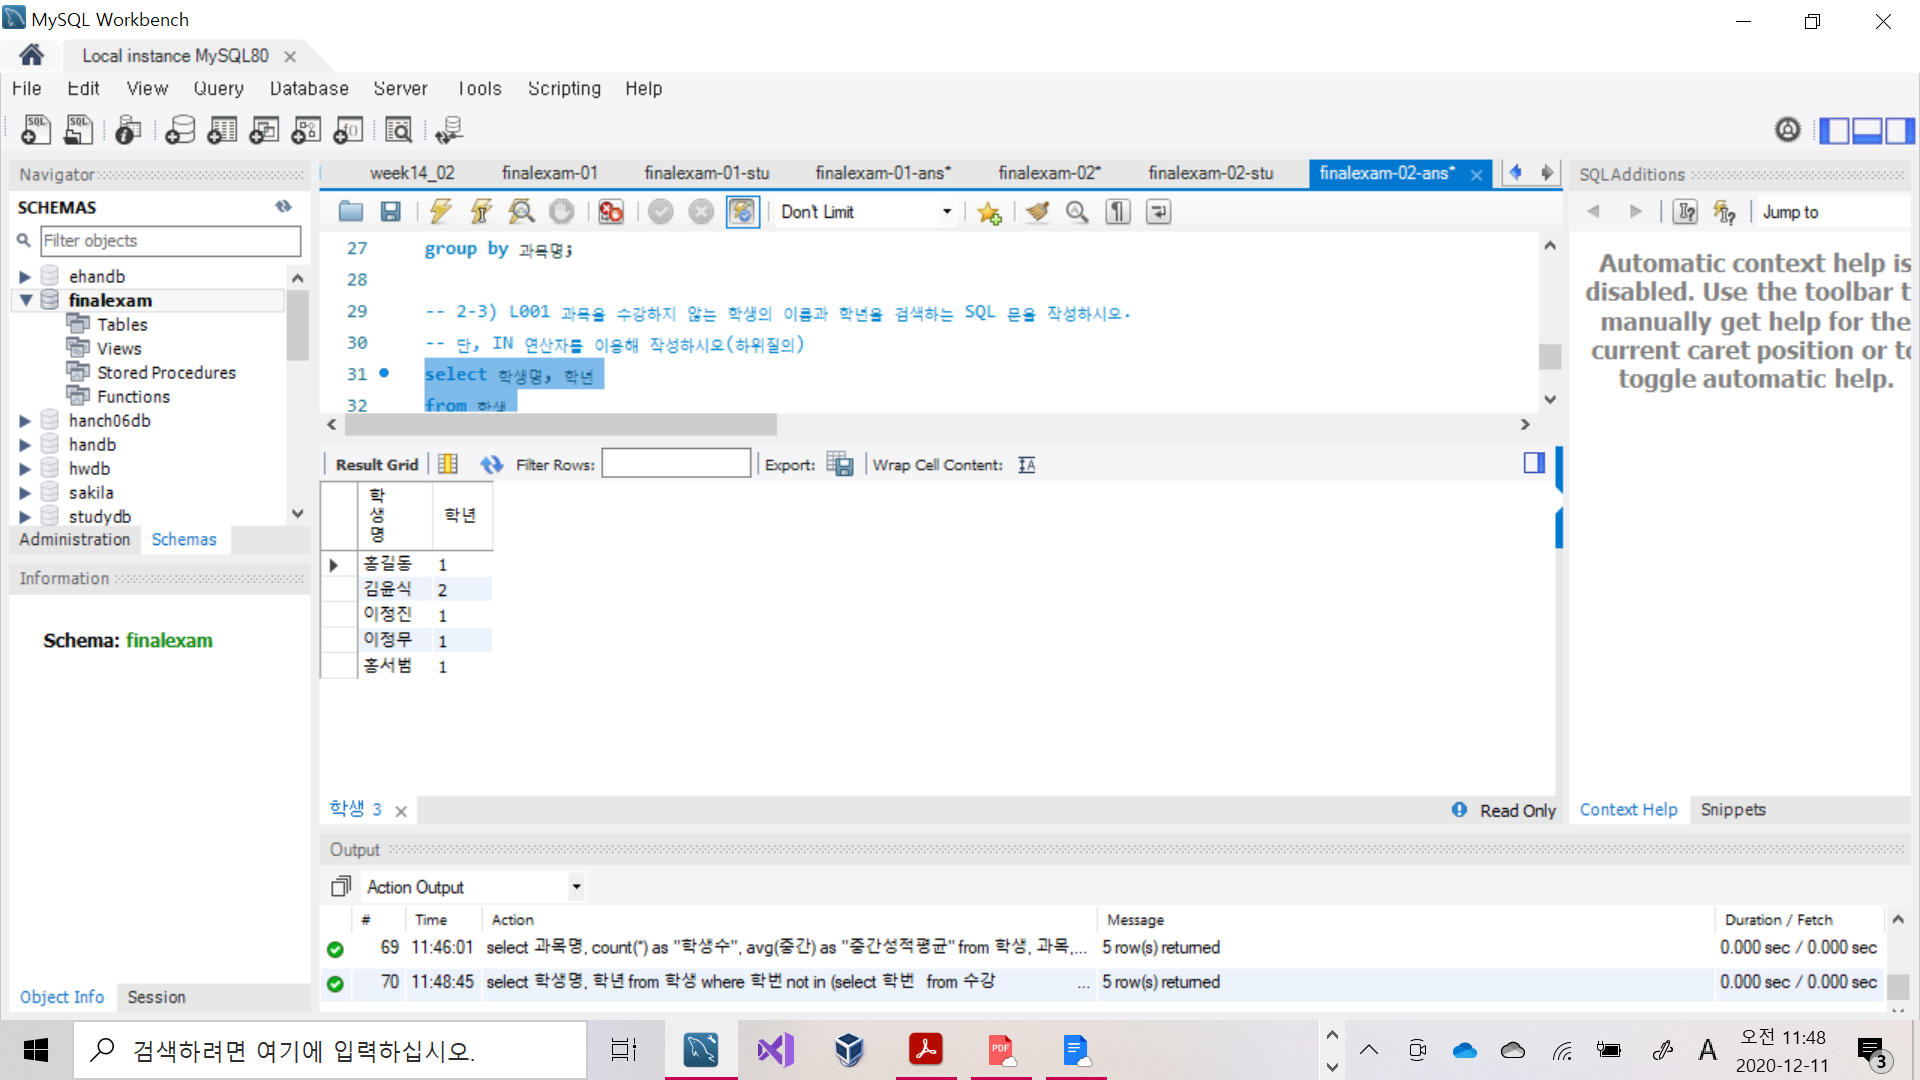 MySQL Workbench
Local instance MySQL80
File Edit View Query Database Server Tools Scripting Help
Navigator
SCHEMAS
Filter objects
ehandb
finalexam
Tables
Views
Stored Procedures
Functions
hanch06db
handb
hwdb
sakila
studydb
Administration Schemas
Information
Schema: finalexam
Object Info Session
week14_02 finalexam-01 finalexam-01-stu finalexam-01-ans* finalexam-02* finalexam-02-stu finalexam-02-ans*
Don't Limit
27 group by 과목명;
28
29 -- 2-3) L001 과목을 수강하지 않는 학생의 이름과 학년을 검색하는 SQL 문을 작성하시오.
30 -- 단, IN 연산자를 이용해 작성하시오(하위질의)
31 select 학생명, 학년
32 from 학생
Result Grid Filter Rows: Export: Wrap Cell Content:
학생명 학년
홍길동 1
김윤식 2
이정진 1
이정무 1
홍서범 1
학생 3
Read Only
SQLAdditions
Jump to
Automatic context help is
disabled. Use the toolbar t
manually get help for the
current caret position or to
toggle automatic help.
Context Help Snippets
Output
Action Output
# Time Action Message Duration / Fetch
69 11:46:01 select 과목명, count(*) as "학생수", avg(중간) as "중간성적평균" from 학생, 과목,... 5 row(s) returned 0.000 sec / 0.000 sec
70 11:48:45 select 학생명, 학년 from 학생 where 학번 not in (select 학번 from 수강 ... 5 row(s) returned 0.000 sec / 0.000 sec
검색하려면 여기에 입력하십시오.
PDF
A
오전 11:48
2020-12-11
3